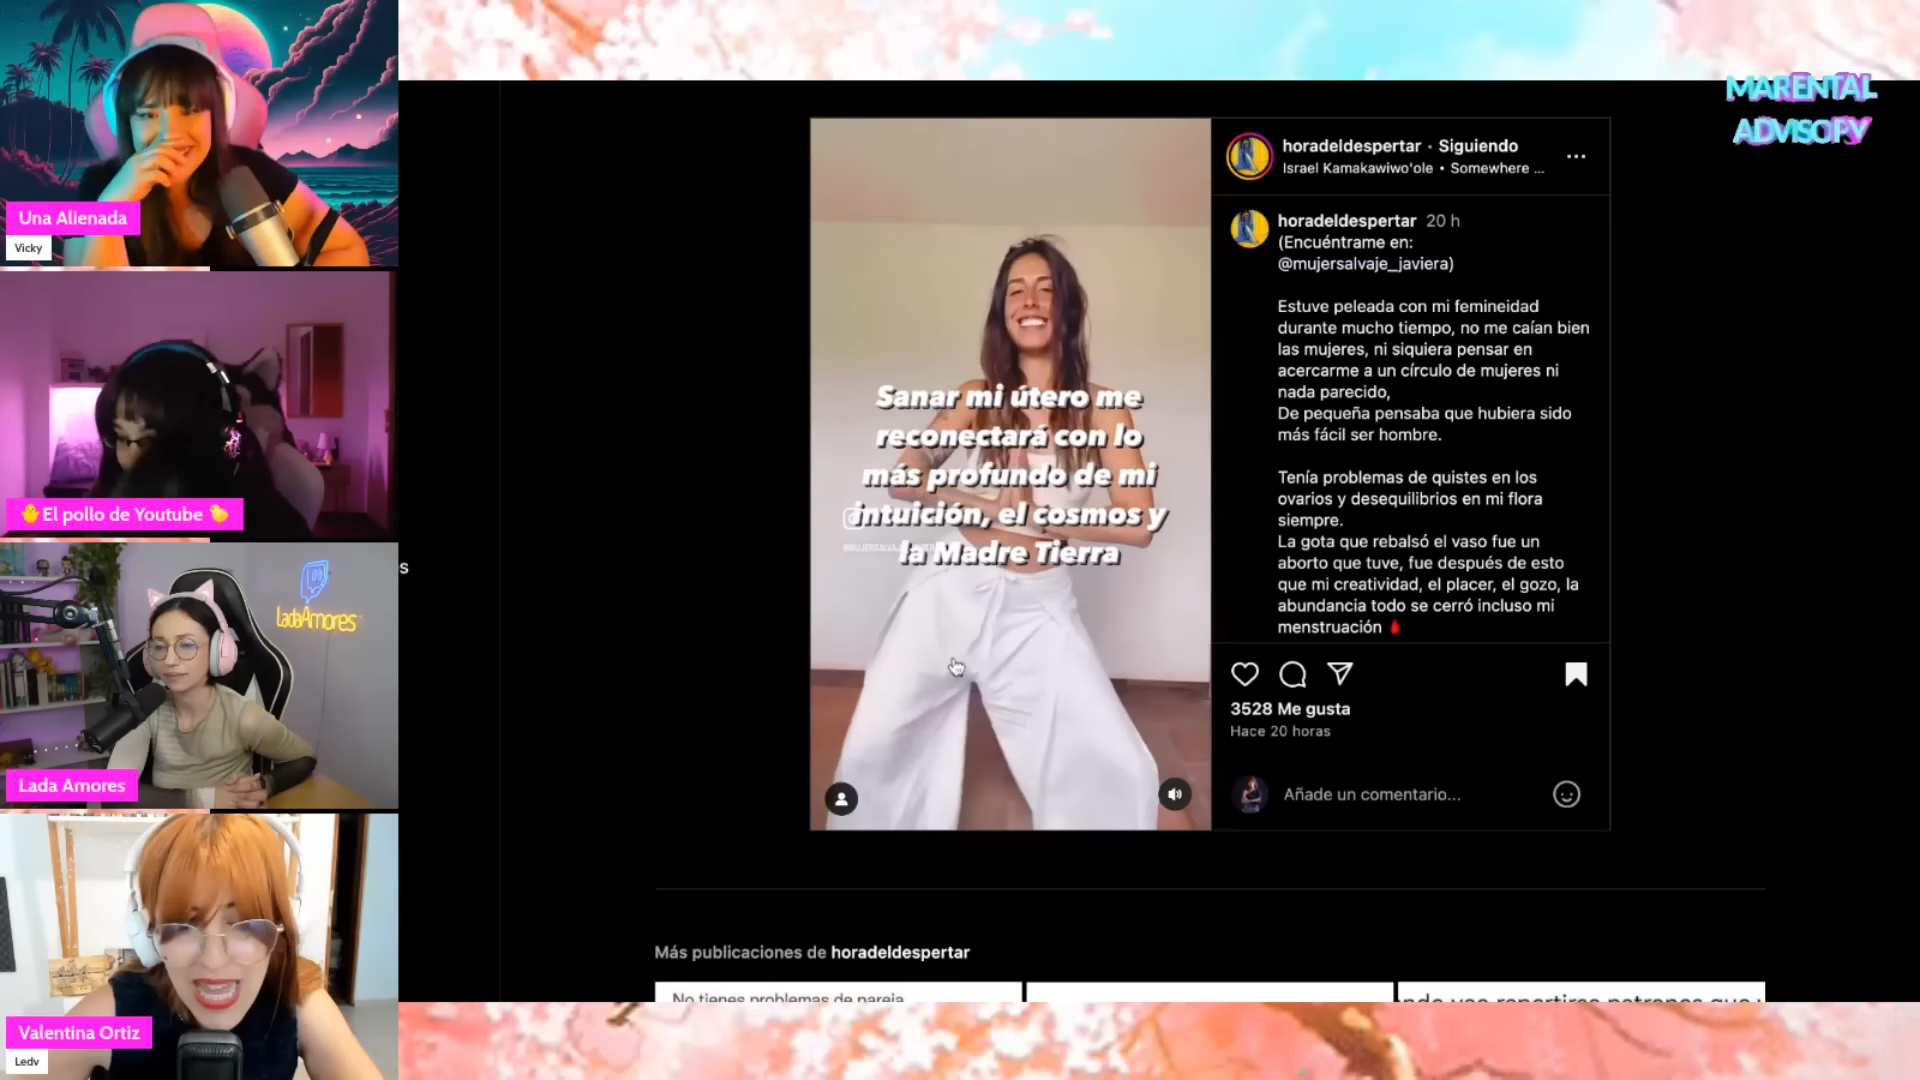 Una Alienada
Vicky
🐥El pollo de Youtube 🐤
LadaAmores
Lada Amores
Valentina Ortiz
Ledv
s
MARENTAL
ADVISORY
Sanar mi útero me
reconectará con lo
más profundo de mi
intuición, el cosmos y
la Madre Tierra
horadeldespertar • Siguiendo
Israel Kamakawiwo'ole • Somewhere ...
horadeldespertar 20 h
(Encuéntrame en:
@mujersalvaje_javiera)
Estuve peleada con mi femineidad
durante mucho tiempo, no me caían bien
las mujeres, ni siquiera pensar en
acercarme a un círculo de mujeres ni
nada parecido,
De pequeña pensaba que hubiera sido
más fácil ser hombre.
Tenía problemas de quistes en los
ovarios y desequilibrios en mi flora
siempre.
La gota que rebalsó el vaso fue un
aborto que tuve, fue después de esto
que mi creatividad, el placer, el gozo, la
abundancia todo se cerró incluso mi
menstruación 🩸
3528 Me gusta
Hace 20 horas
Añade un comentario...
Más publicaciones de horadeldespertar
No tienes problemas de pareja